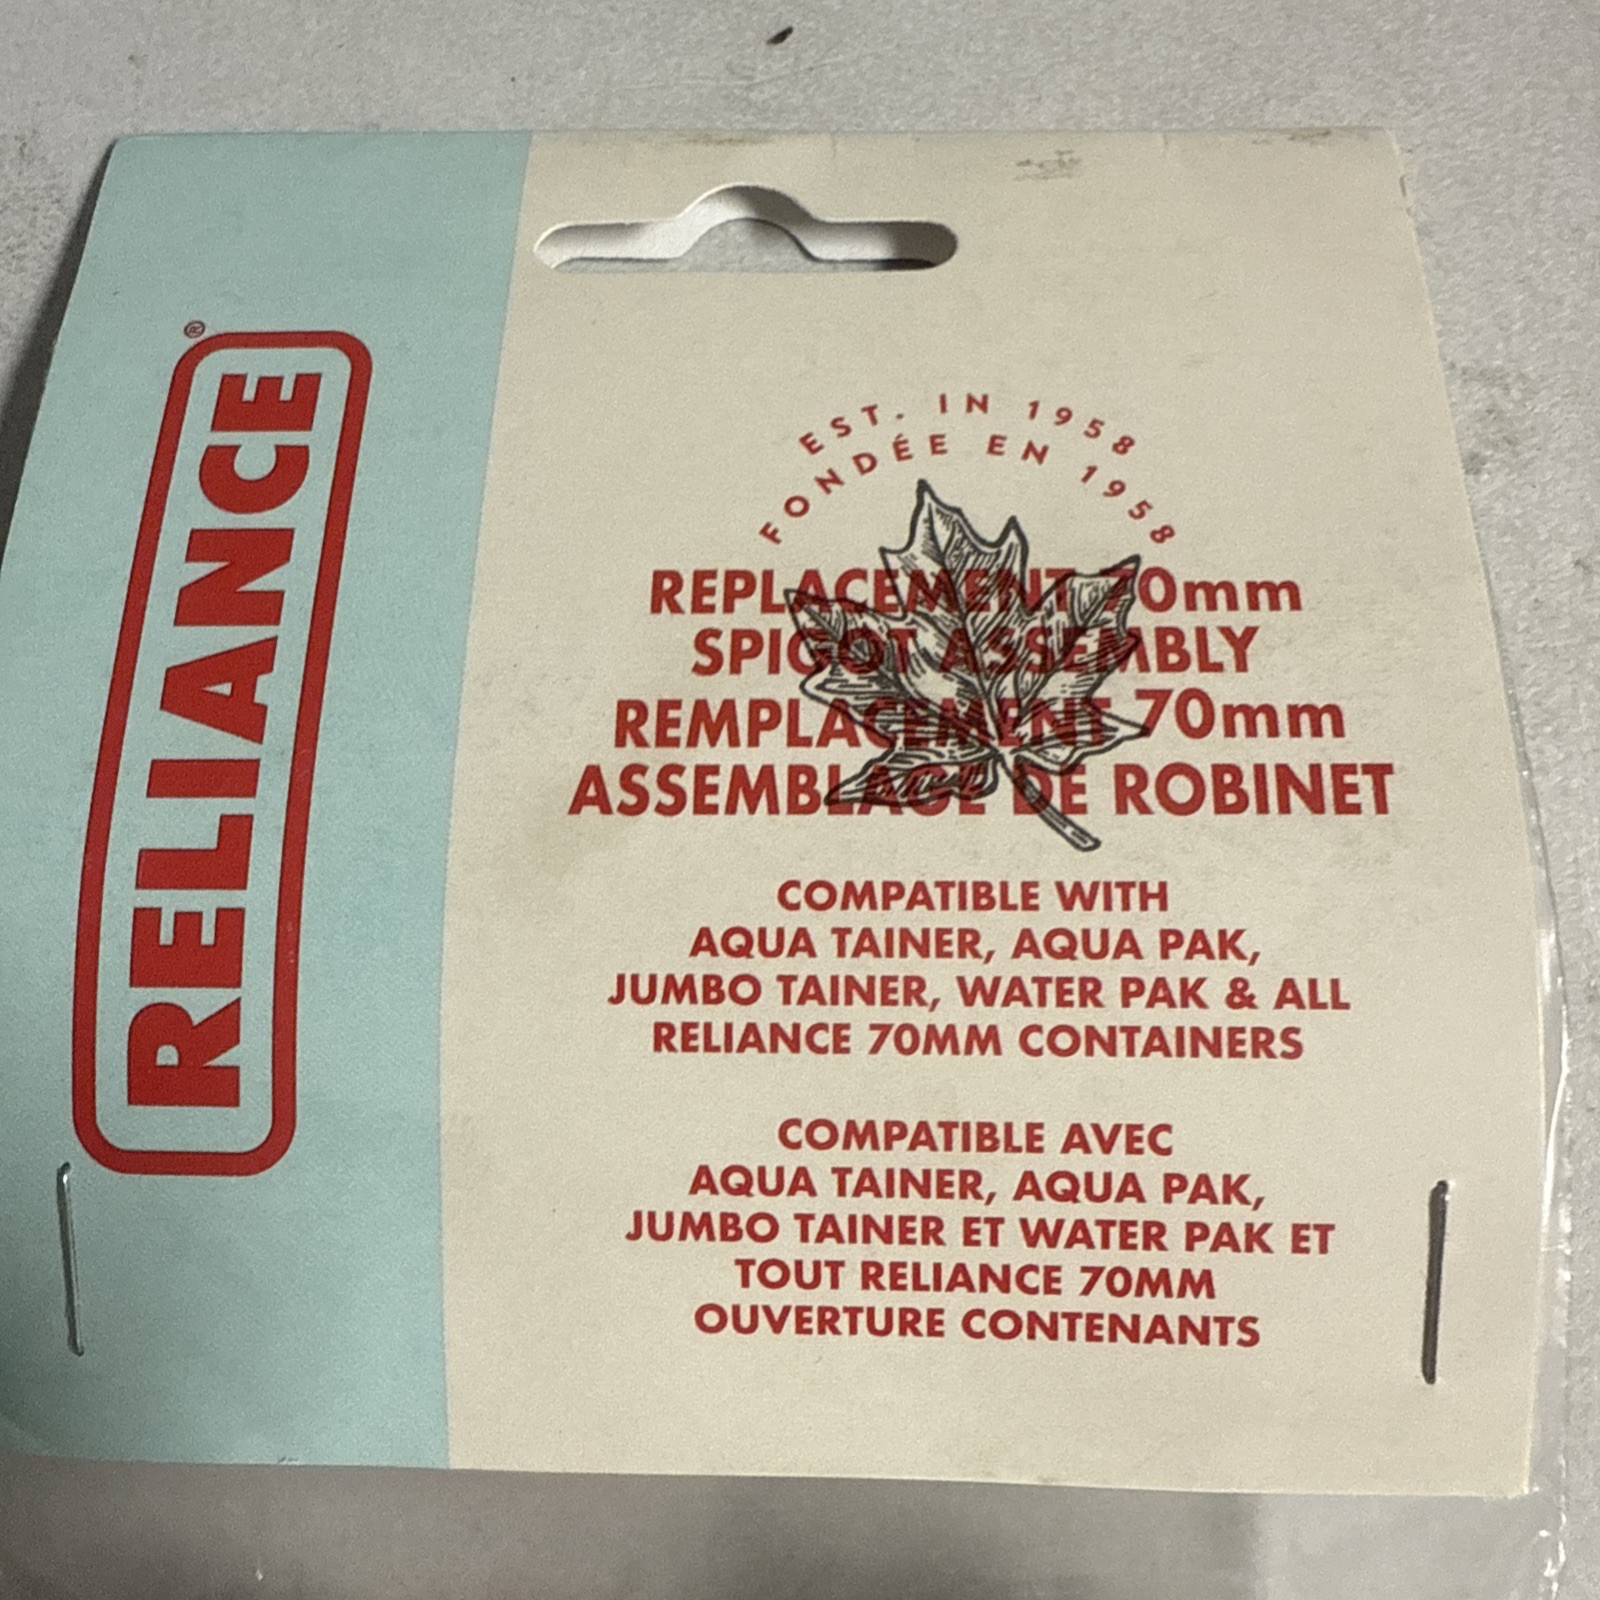 RELIANCE®
EST. IN 1958
FONDÉE EN 1958
REPLACEMENT 70mm
SPIGOT ASSEMBLY
REMPLACEMENT 70mm
ASSEMBLAGE DE ROBINET
COMPATIBLE WITH
AQUA TAINER, AQUA PAK,
JUMBO TAINER, WATER PAK & ALL
RELIANCE 70MM CONTAINERS
COMPATIBLE AVEC
AQUA TAINER, AQUA PAK,
JUMBO TAINER ET WATER PAK ET
TOUT RELIANCE 70MM
OUVERTURE CONTENANTS